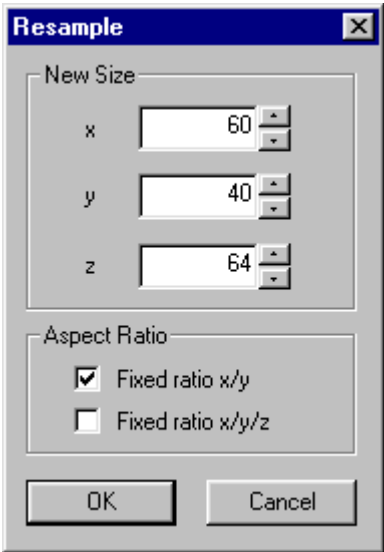 Resample
New Size
x 60
y 40
z 64
Aspect Ratio
Fixed ratio x/y
Fixed ratio x/y/z
OK Cancel